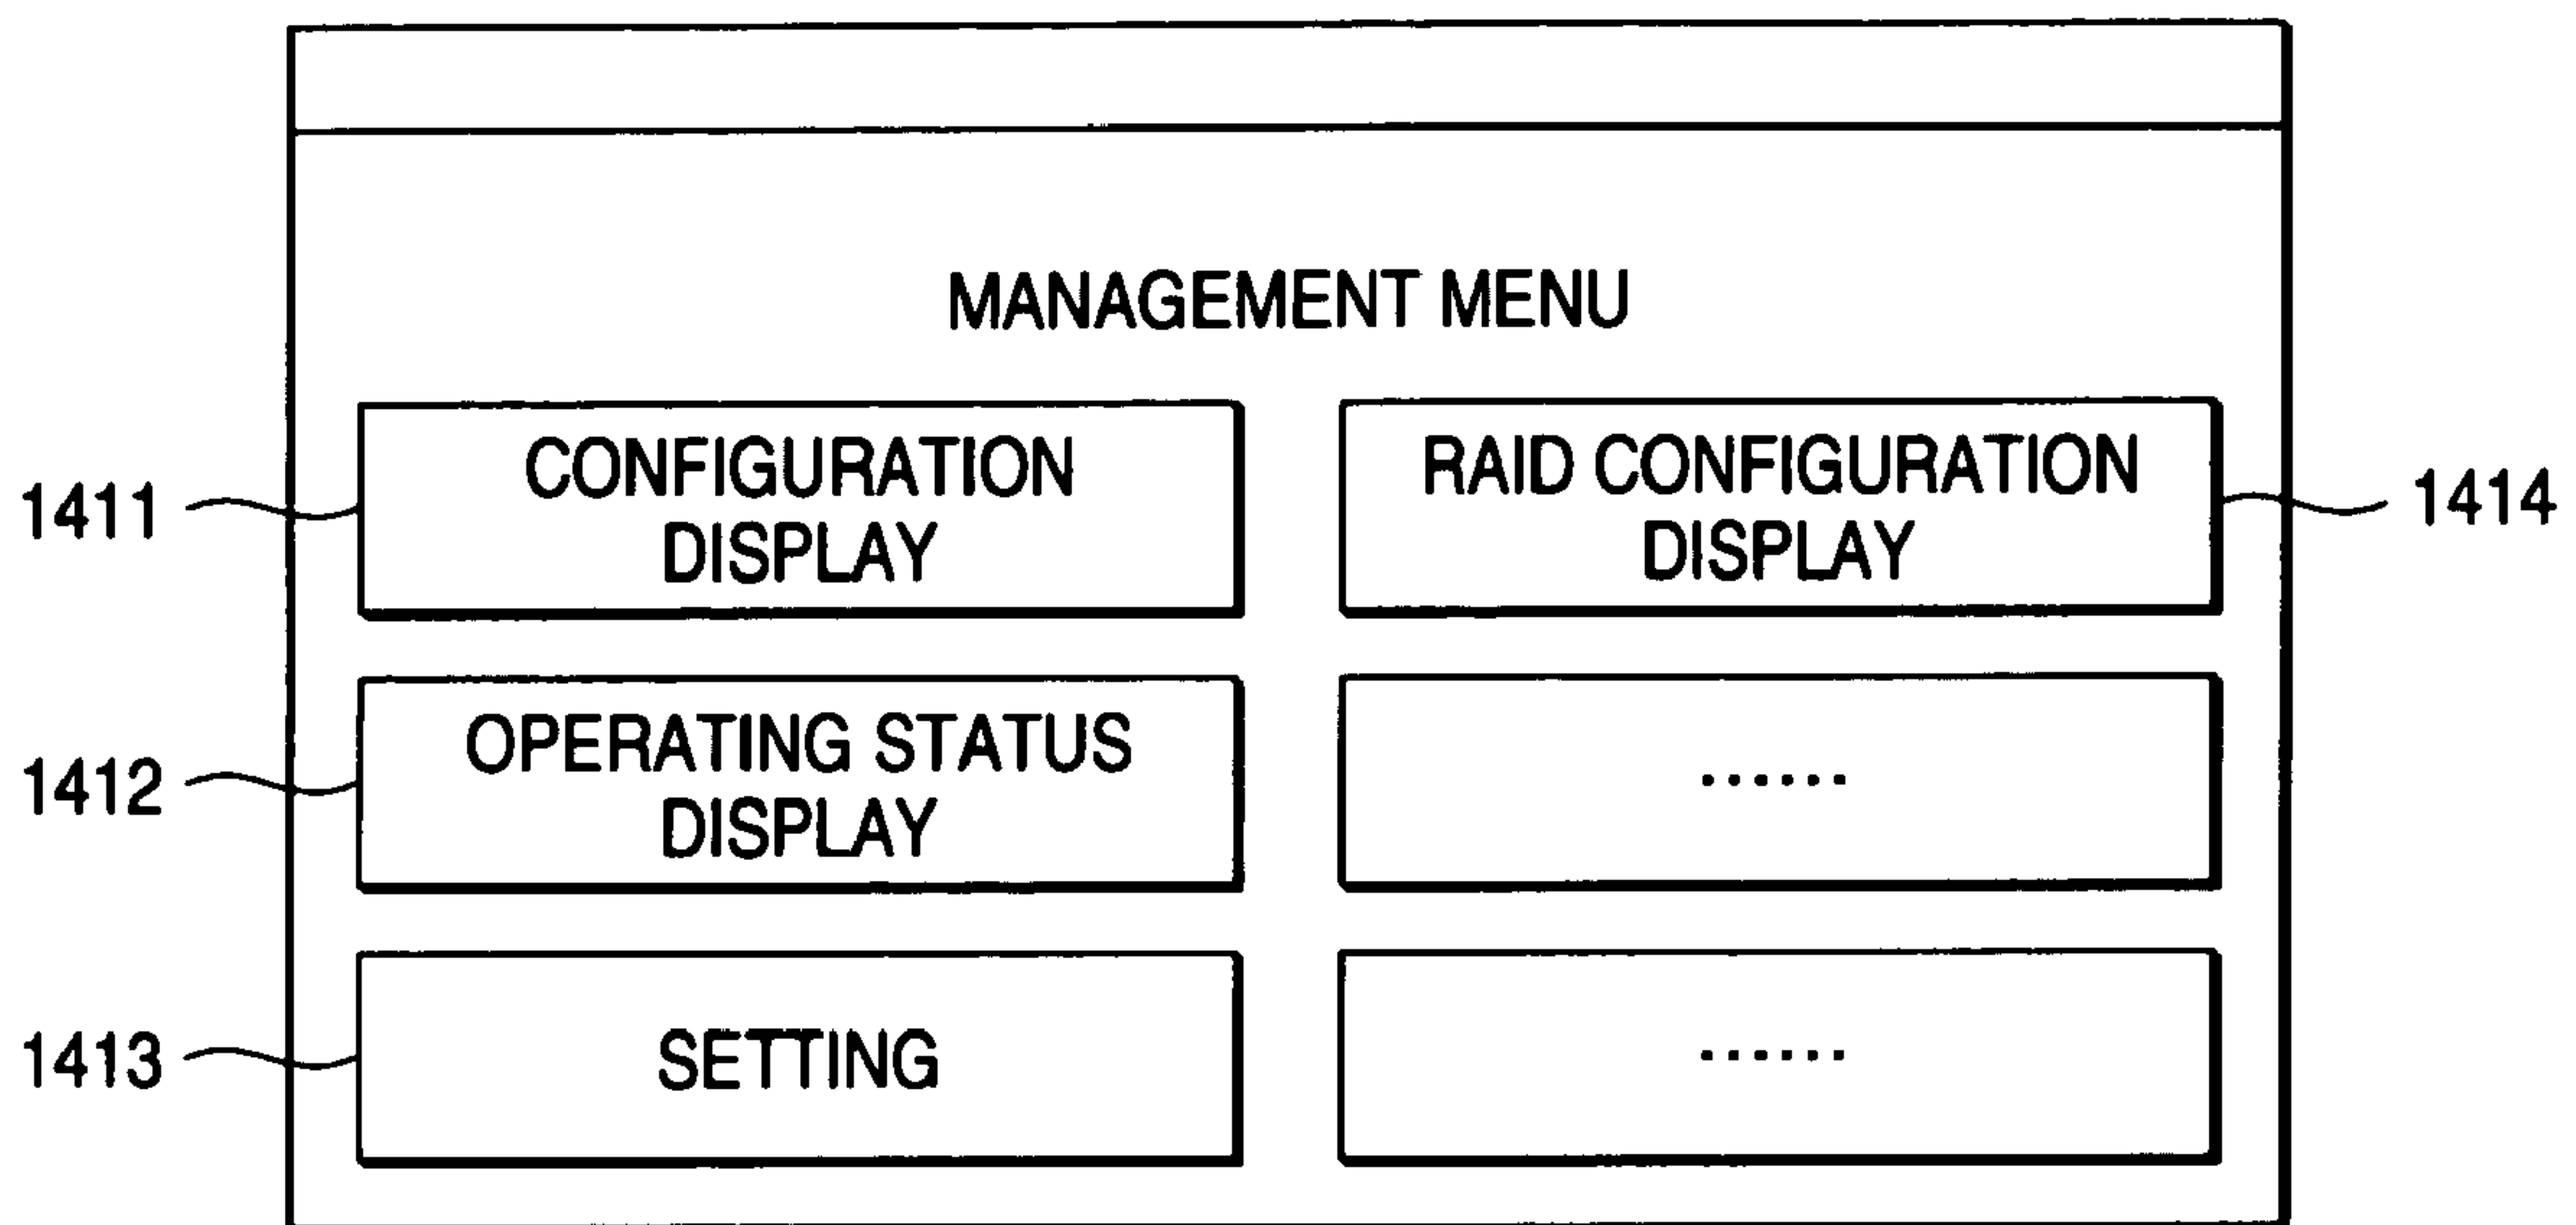 MANAGEMENT MENU
CONFIGURATION
DISPLAY
RAID CONFIGURATION
DISPLAY
1411
1414
OPERATING STATUS
DISPLAY
......
1412
SETTING
......
1413